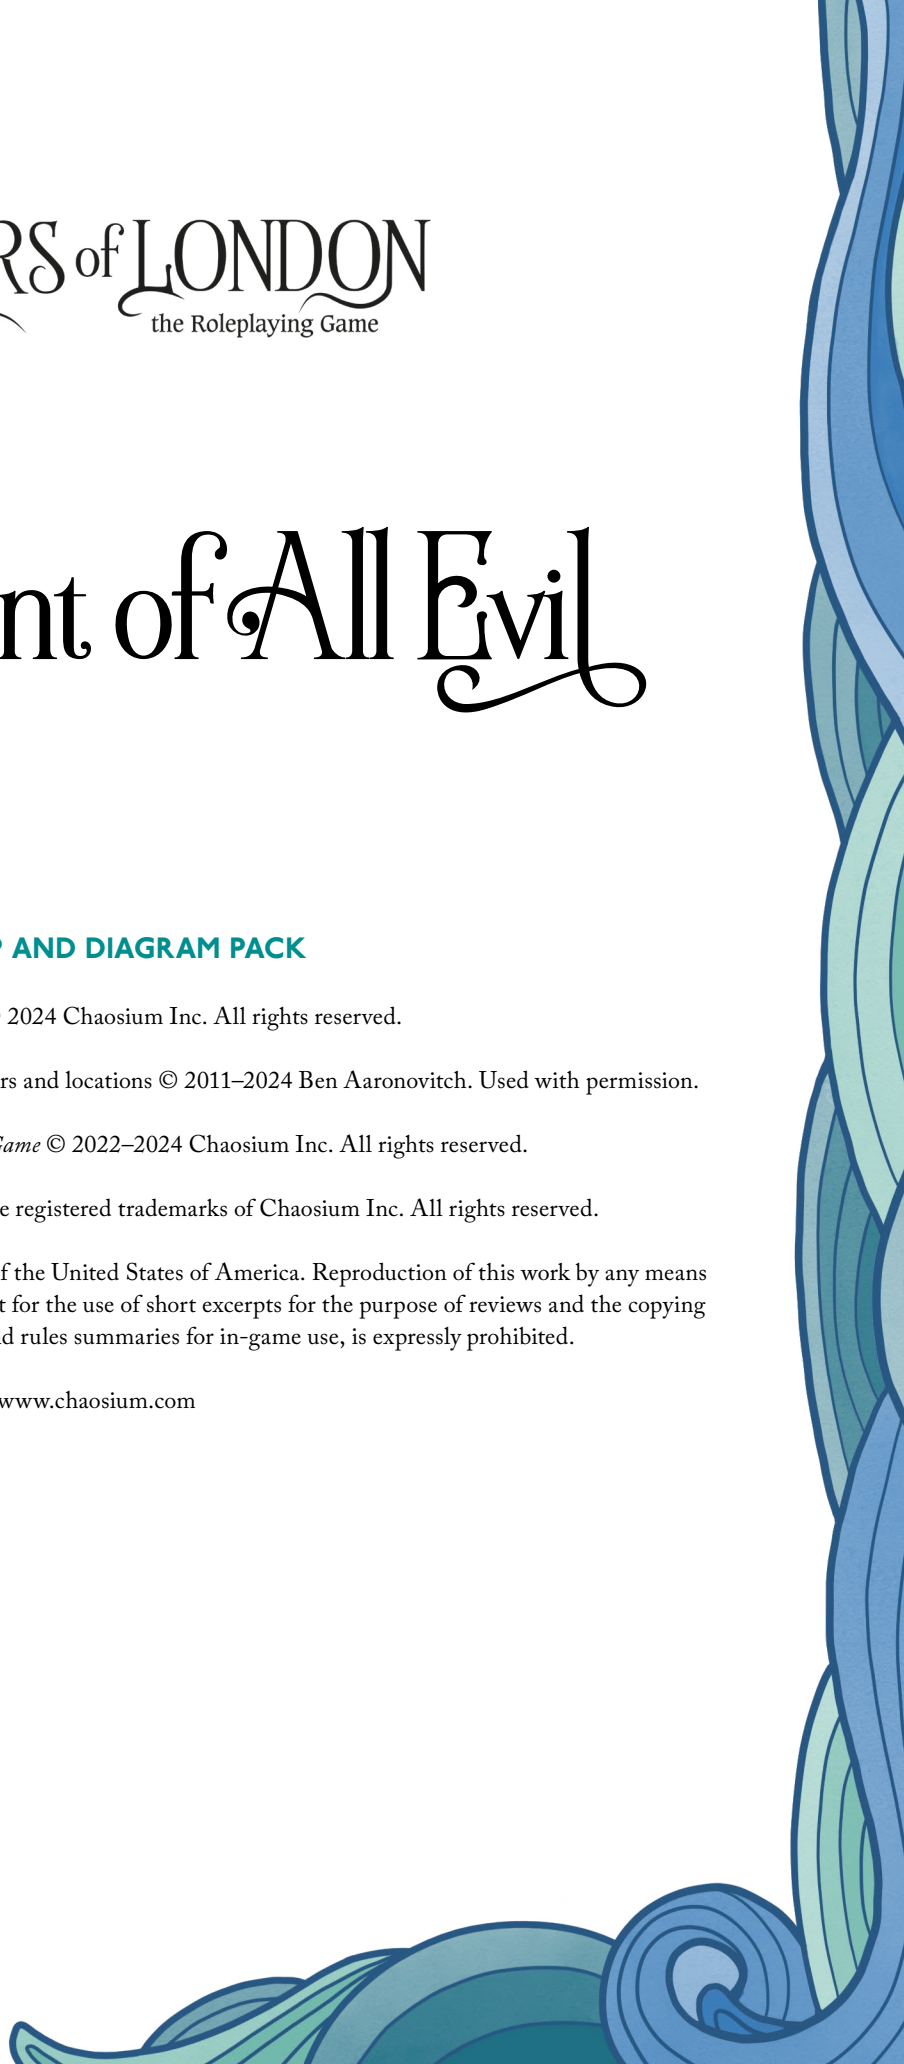 RS of LONDON
the Roleplaying Game
nt of All Evil
AND DIAGRAM PACK
2024 Chaosium Inc. All rights reserved.
rs and locations © 2011–2024 Ben Aaronovitch. Used with permission.
Game © 2022–2024 Chaosium Inc. All rights reserved.
e registered trademarks of Chaosium Inc. All rights reserved.
f the United States of America. Reproduction of this work by any means
t for the use of short excerpts for the purpose of reviews and the copying
d rules summaries for in-game use, is expressly prohibited.
www.chaosium.com